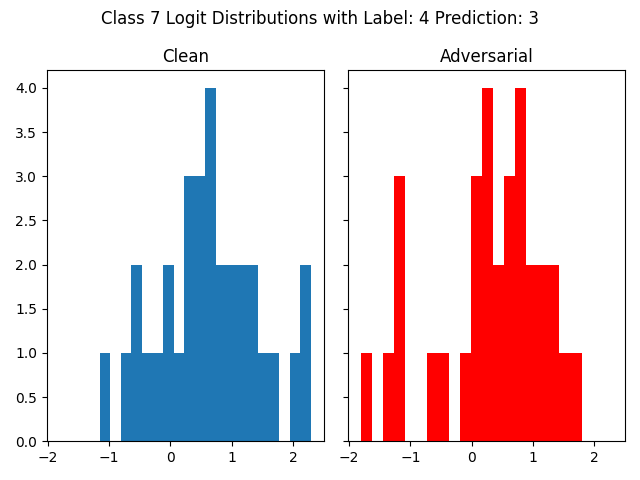 Class 7 Logit Distributions with Label: 4 Prediction: 3
Clean
Adversarial
4.0
3.5
3.0
2.5
2.0
1.5
1.0
0.5
0.0
−2 −1 0 1 2
−2 −1 0 1 2